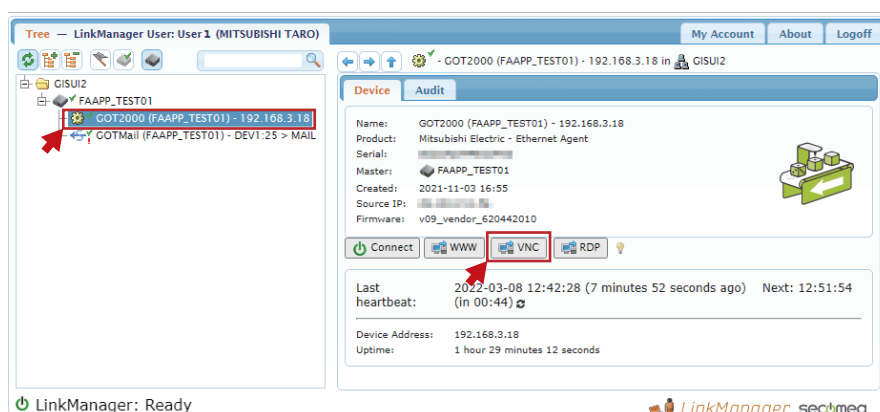 Tree — LinkManager User: User 1 (MITSUBISHI TARO)
My Account
About
Logoff
GISUI2
FAAPP_TEST01
GOT2000 (FAAPP_TEST01) - 192.168.3.18
GOTMail (FAAPP_TEST01) - DEV1:25 > MAIL
- GOT2000 (FAAPP_TEST01) - 192.168.3.18 in GISUI2
Device
Audit
Name: GOT2000 (FAAPP_TEST01) - 192.168.3.18
Product: Mitsubishi Electric - Ethernet Agent
Serial:
Master: FAAPP_TEST01
Created: 2021-11-03 16:55
Source IP:
Firmware: v09_vendor_620442010
Connect
WWW
VNC
RDP
Last heartbeat: 2022-03-08 12:42:28 (7 minutes 52 seconds ago) Next: 12:51:54
(in 00:44)
Device Address: 192.168.3.18
Uptime: 1 hour 29 minutes 12 seconds
LinkManager: Ready
LinkManager secomea